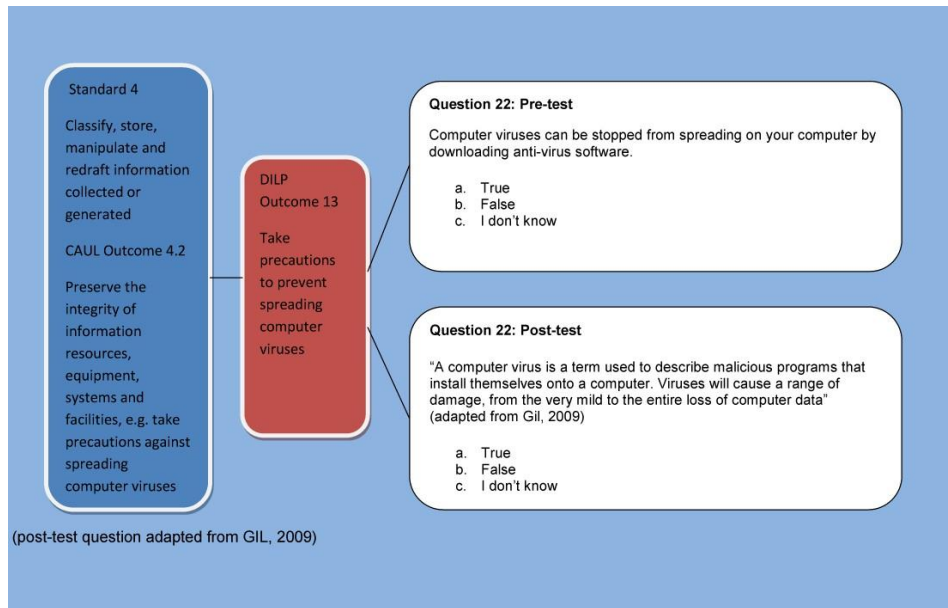 Standard 4
Classify, store,
manipulate and
redraft information
collected or
generated
CAUL Outcome 4.2
Preserve the
integrity of
information
resources,
equipment,
systems and
facilities, e.g. take
precautions against
spreading
computer viruses
DILP
Outcome 13
Take
precautions
to prevent
spreading
computer
viruses
Question 22: Pre-test
Computer viruses can be stopped from spreading on your computer by
downloading anti-virus software.
a. True
b. False
c. I don’t know
Question 22: Post-test
“A computer virus is a term used to describe malicious programs that
install themselves onto a computer. Viruses will cause a range of
damage, from the very mild to the entire loss of computer data”
(adapted from Gil, 2009)
a. True
b. False
c. I don’t know
(post-test question adapted from GIL, 2009)